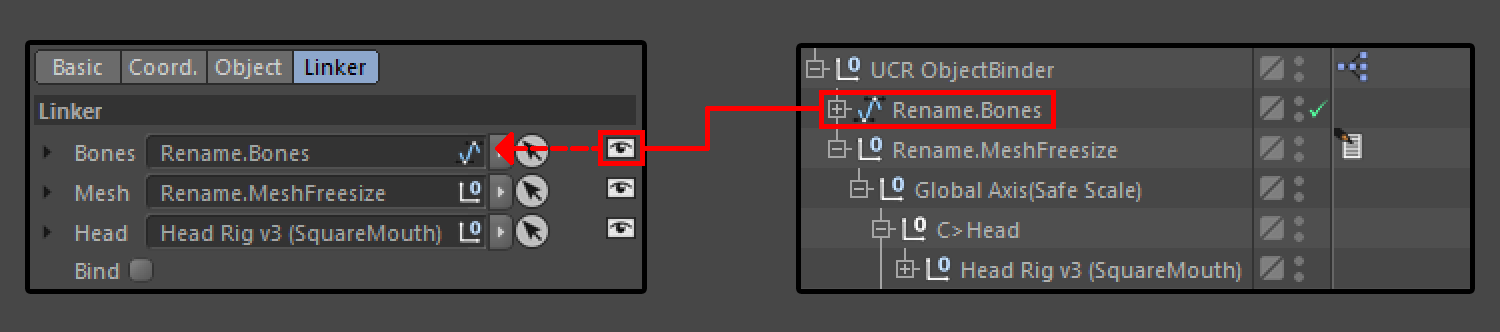 Basic Coord. Object Linker
Linker
Bones Rename.Bones
Mesh Rename.MeshFreesize
Head Head Rig v3 (SquareMouth)
Bind
UCR ObjectBinder
Rename.Bones
Rename.MeshFreesize
Global Axis(Safe Scale)
C>Head
Head Rig v3 (SquareMouth)